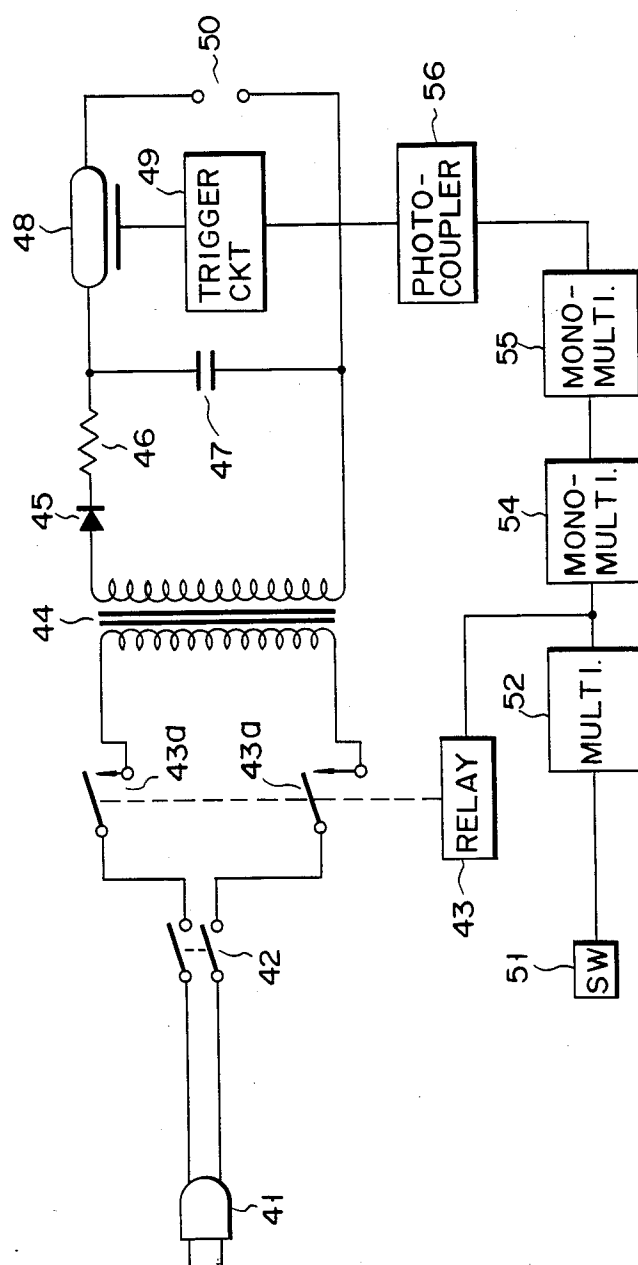 41
42
43a
43a
RELAY
43
44
45
46
47
48
49
TRIGGER
CKT
50
51
SW
52
MULTI.
54
MONO-
MULTI.
55
MONO-
MULTI.
56
PHOTO-
COUPLER